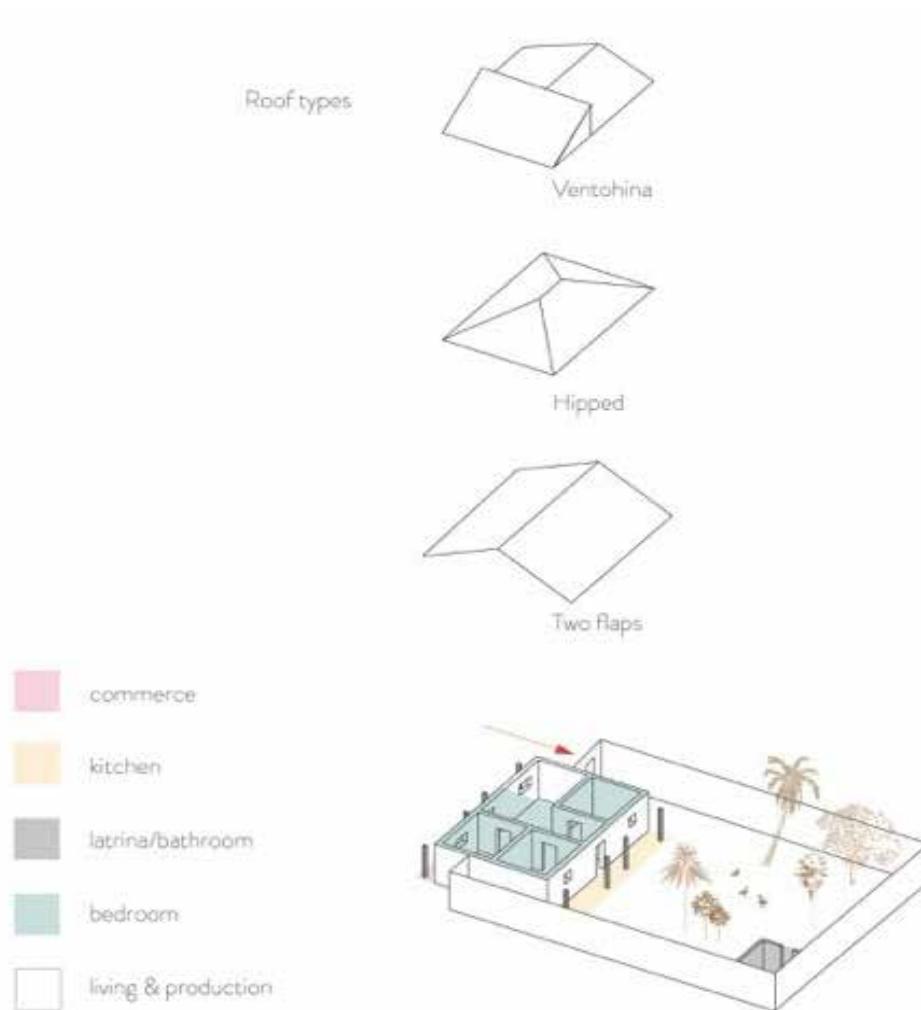 Roof types
Ventohina
Hipped
Two flaps
commerce
kitchen
latrina/bathroom
bedroom
living & production